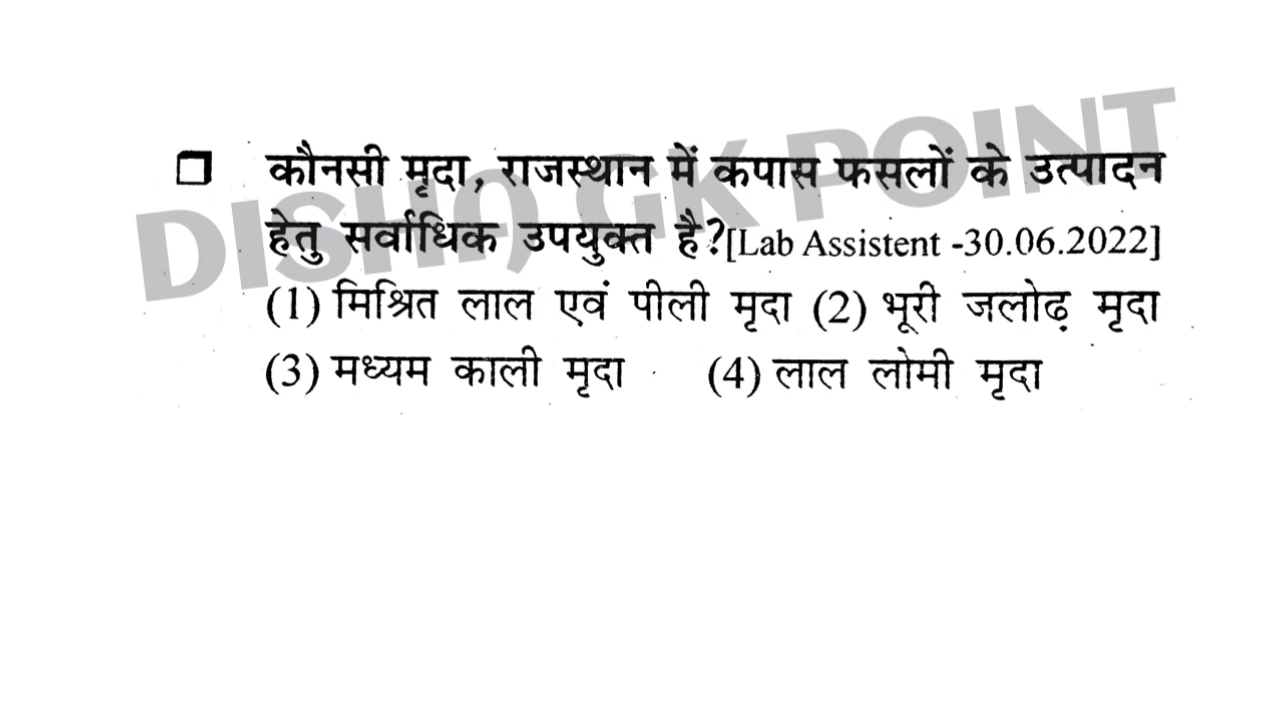 DISHA GK POINT
कौनसी मृदा, राजस्थान में कपास फसलों के उत्पादन
हेतु सर्वाधिक उपयुक्त है?[Lab Assistent -30.06.2022]
(1) मिश्रित लाल एवं पीली मृदा (2) भूरी जलोढ़ मृदा
(3) मध्यम काली मृदा (4) लाल लोमी मृदा